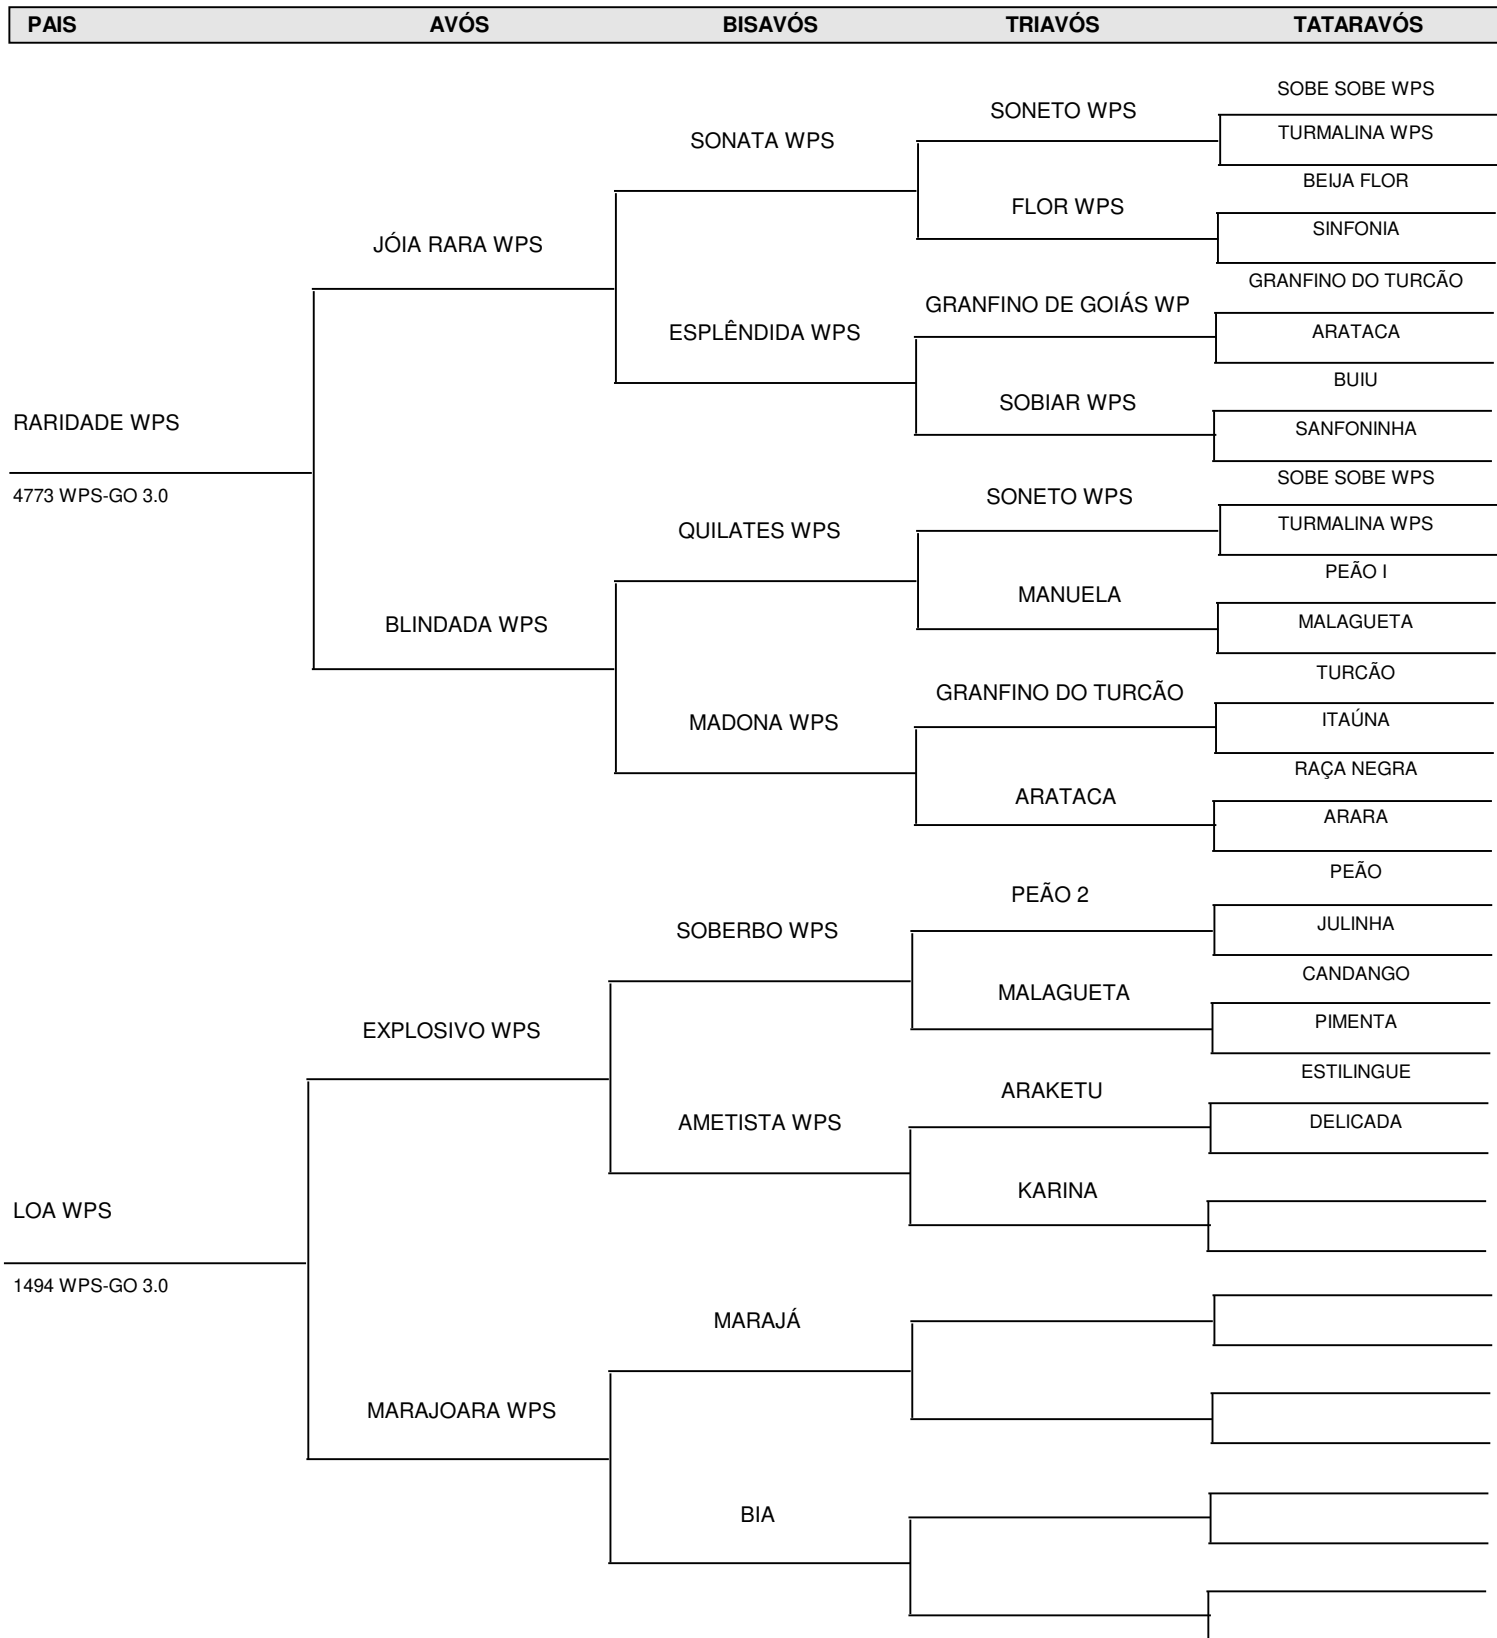 PAIS AVÓS BISAVÓS TRIAVÓS TATARAVÓS
SOBE SOBE WPS
SONETO WPS
TURMALINA WPS
SONATA WPS
BEIJA FLOR
FLOR WPS
SINFONIA
JÓIA RARA WPS
GRANFINO DO TURCÃO
GRANFINO DE GOIÁS WP
ARATACA
ESPLÊNDIDA WPS
BUIU
SOBIAR WPS
RARIDADE WPS
SANFONINHA
SOBE SOBE WPS
4773 WPS-GO 3.0
SONETO WPS
TURMALINA WPS
QUILATES WPS
PEÃO I
MANUELA
MALAGUETA
BLINDADA WPS
TURCÃO
GRANFINO DO TURCÃO
ITAÚNA
MADONA WPS
RAÇA NEGRA
ARATACA
ARARA
PEÃO
PEÃO 2
JULINHA
SOBERBO WPS
CANDANGO
MALAGUETA
PIMENTA
EXPLOSIVO WPS
ESTILINGUE
ARAKETU
DELICADA
AMETISTA WPS
KARINA
LOA WPS
1494 WPS-GO 3.0
MARAJÁ
MARAJOARA WPS
BIA